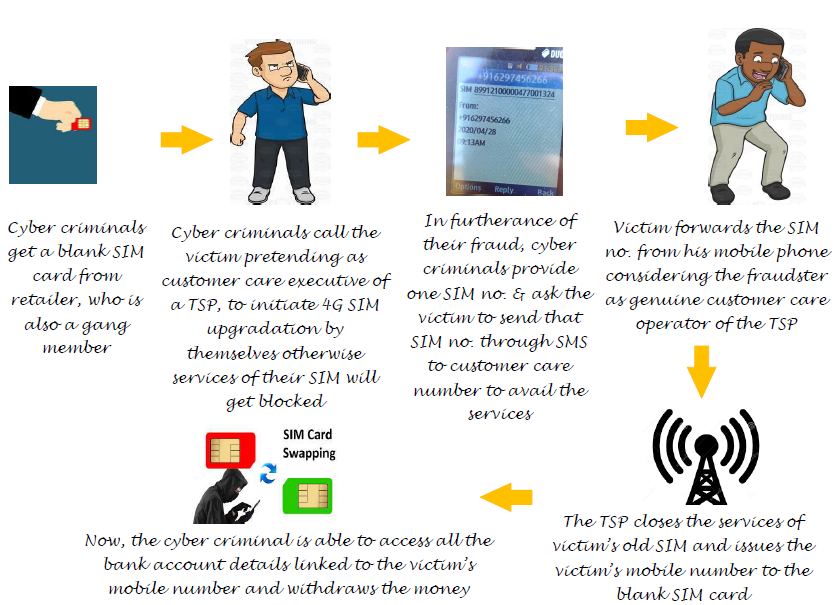 Cyber criminals
get a blank SIM
card from
retailer, who is
also a gang
member
Cyber criminals call the
victim pretending as
customer care executive of
a TSP, to initiate 4G SIM
upgradation by
themselves otherwise
services of their SIM will
get blocked
DUO
+916297456266
SIM 89912100000477001324
From:
+916297456266
2020/04/28
09:13AM
Options Reply Back
In furtherance of
their fraud, cyber
criminals provide
one SIM no. & ask the
victim to send that
SIM no. through SMS
to customer care
number to avail the
services
Victim forwards the SIM
no. from his mobile phone
considering the fraudster
as genuine customer care
operator of the TSP
The TSP closes the services of
victim's old SIM and issues the
victim's mobile number to the
blank SIM card
SIM Card
Swapping
Now, the cyber criminal is able to access all the
bank account details linked to the victim's
mobile number and withdraws the money